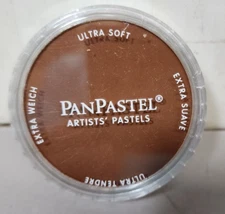 ULTRA SOFT
EXTRA WEICH
EXTRA SUAVE
PANPASTEL®
ARTISTS' PASTELS
ULTRA TENDRE